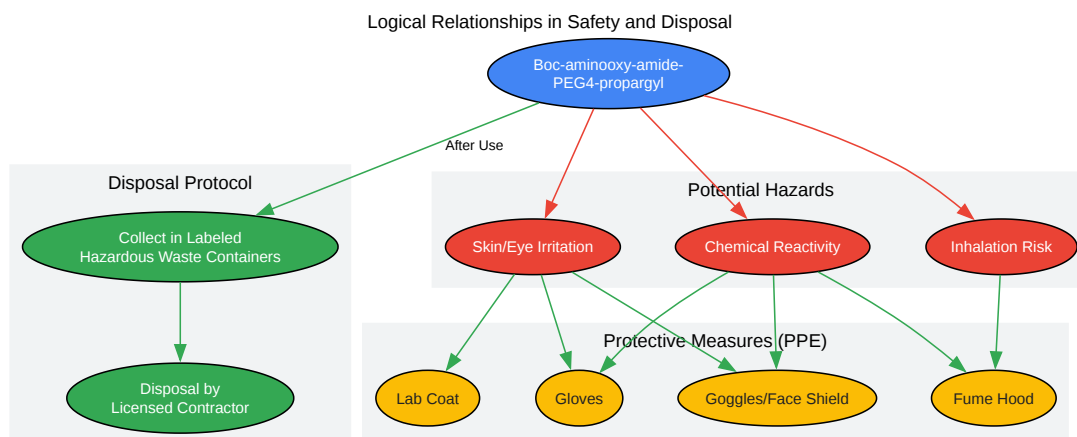 Logical Relationships in Safety and Disposal
Boc-aminooxy-amide-
PEG4-propargyl
After Use
Disposal Protocol
Potential Hazards
Collect in Labeled
Hazardous Waste Containers
Skin/Eye Irritation
Chemical Reactivity
Inhalation Risk
Protective Measures (PPE)
Disposal by
Licensed Contractor
Lab Coat
Gloves
Goggles/Face Shield
Fume Hood